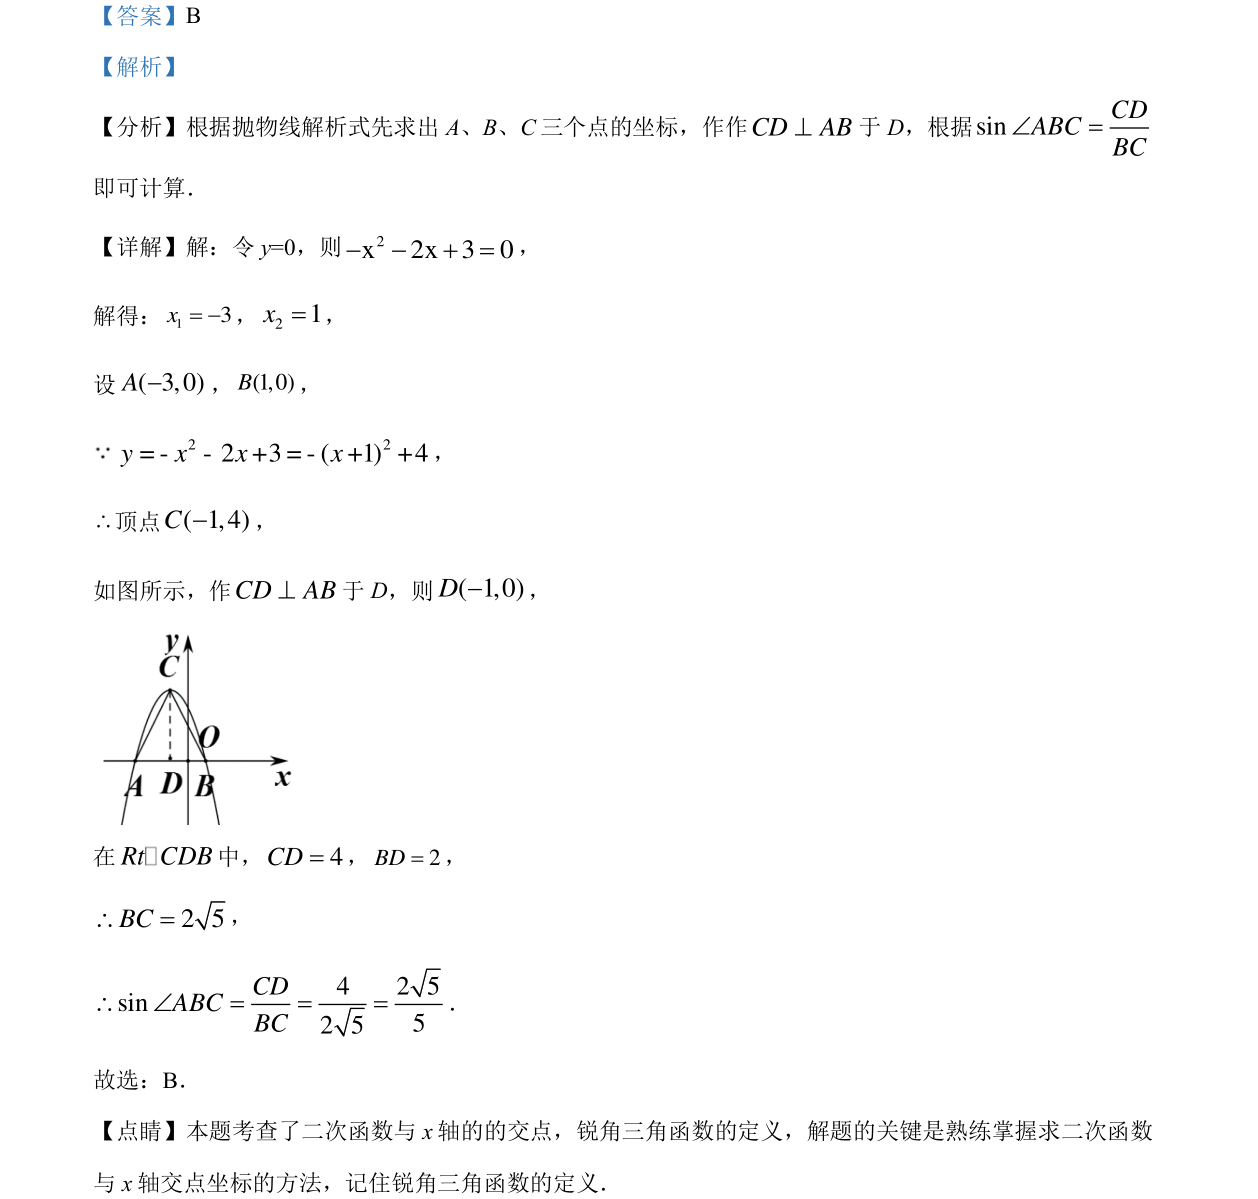 【答案】B
【解析】
【分析】根据抛物线解析式先求出 A、B、C 三个点的坐标，作作 CD ⊥ AB 于 D，根据 sin ∠ABC = CD/BC
即可计算．
【详解】解：令 y=0，则 −x² − 2x + 3 = 0，
解得：x₁ = −3，x₂ = 1，
设 A(−3,0)，B(1,0)，
∵ y = - x² - 2x + 3 = - (x +1)² + 4，
∴顶点 C(−1,4)，
如图所示，作 CD ⊥ AB 于 D，则 D(−1,0)，
y
C
O
A D B x
在 Rt□CDB 中，CD = 4，BD = 2，
∴ BC = 2√5，
∴ sin ∠ABC = CD/BC = 4/2√5 = 2√5/5．
故选：B．
【点睛】本题考查了二次函数与 x 轴的的交点，锐角三角函数的定义，解题的关键是熟练掌握求二次函数
与 x 轴交点坐标的方法，记住锐角三角函数的定义．